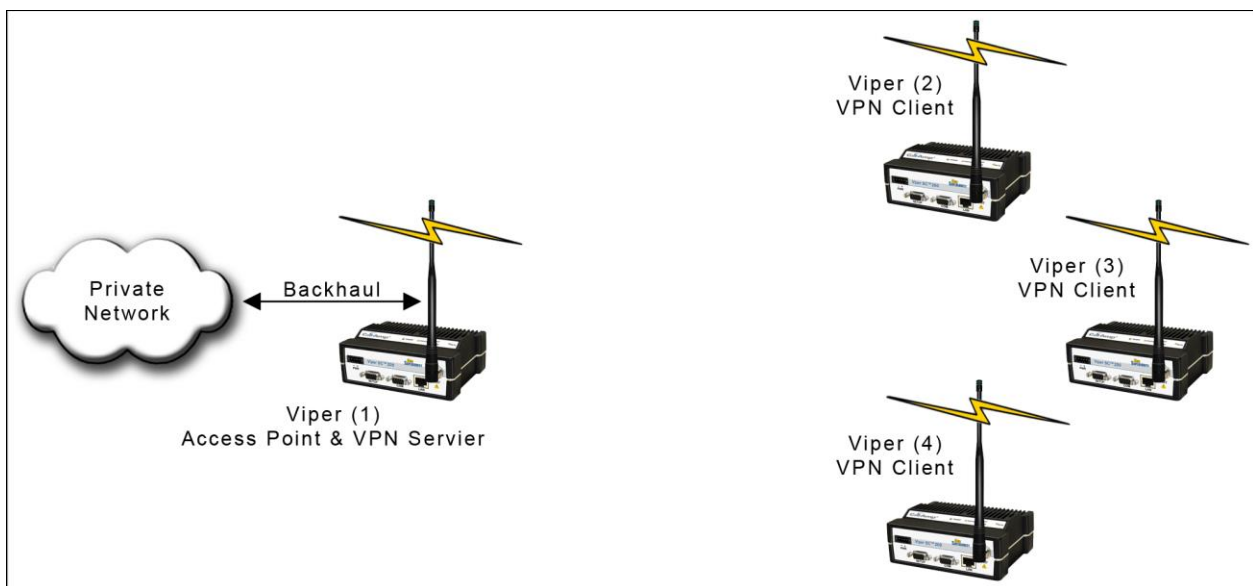 Private
Network
Backhaul
Viper (1)
Access Point & VPN Servier
Viper (2)
VPN Client
Viper (3)
VPN Client
Viper (4)
VPN Client